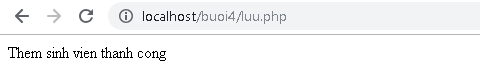 localhost/buoi4/luu.php
Them sinh vien thanh cong